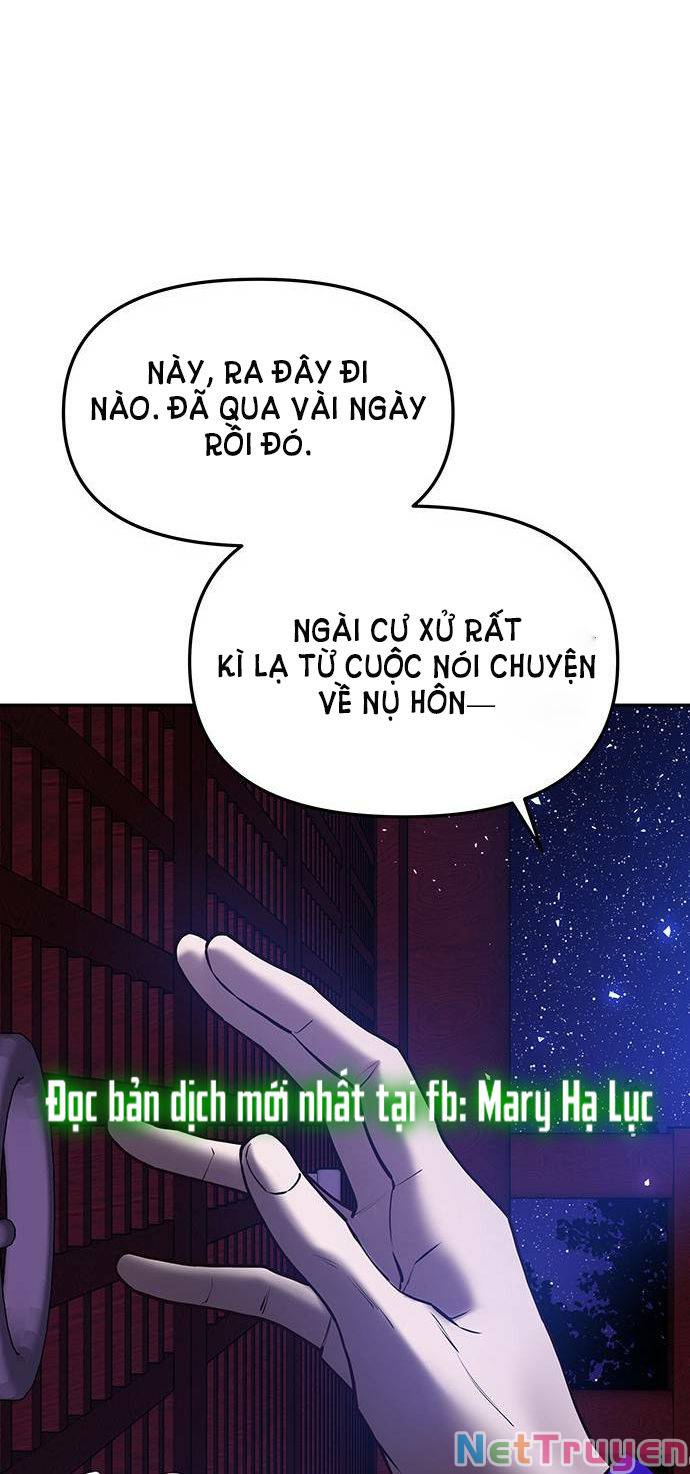 NÀY, RA ĐÂY ĐI
NÀO. ĐÃ QUA VÀI NGÀY
RỒI ĐÓ.
NGÀI CƯ XỬ RẤT
KÌ LẠ TỪ CUỘC NÓI CHUYỆN
VỀ NỤ HÔN—
Đọc bản dịch mới nhất tại fb: Mary Hạ Lục
NetTruyen